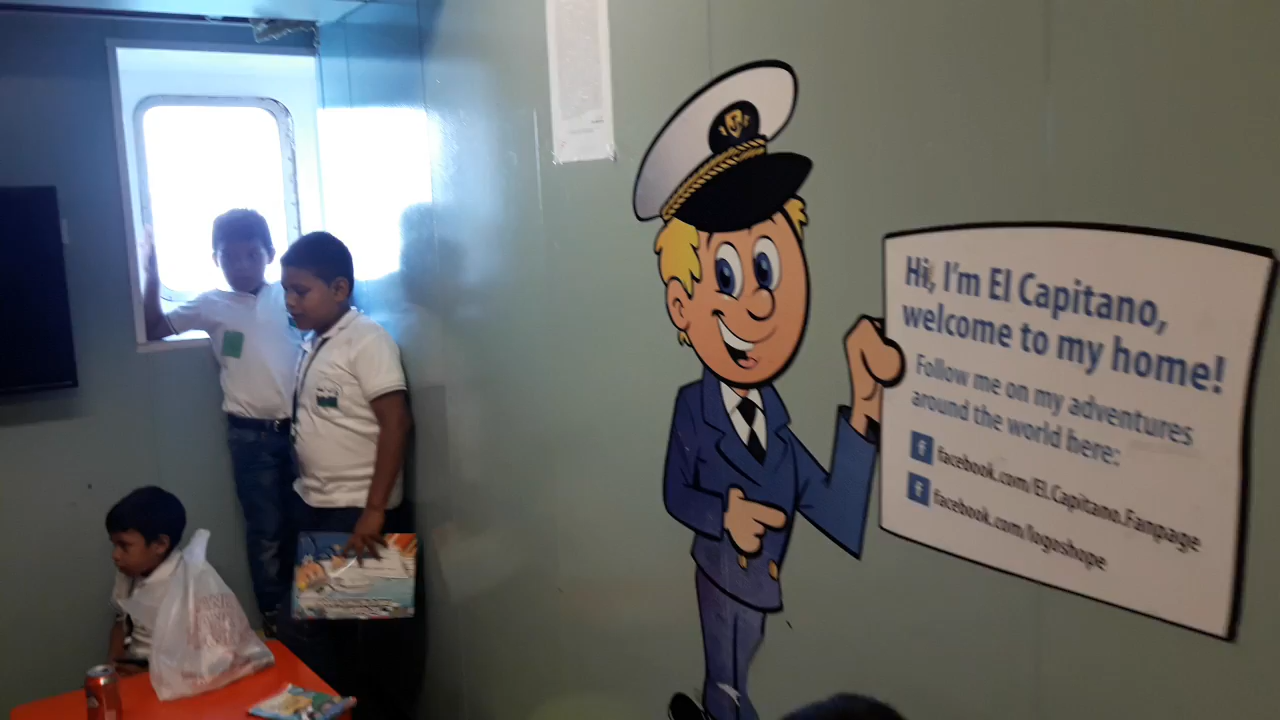 Hi, I'm El Capitano,
welcome to my home!
Follow me on my adventures
around the world here:
f facebook.com/El.Capitano.Fanpage
f facebook.com/logoshope